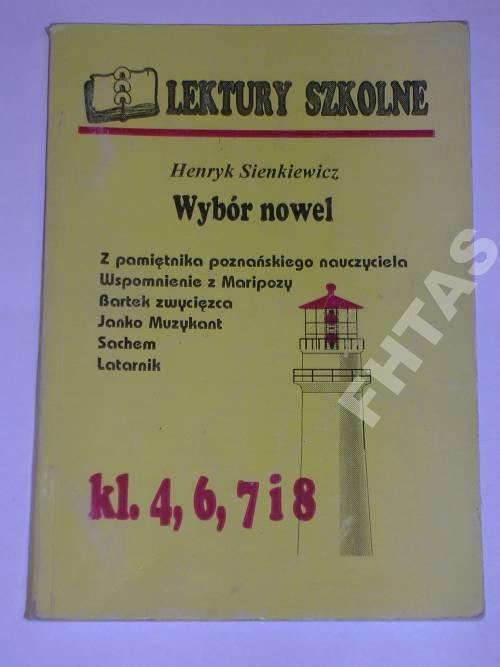 LEKTURY SZKOLNE
Henryk Sienkiewicz
Wybór nowel
Z pamiętnika poznańskiego nauczyciela
Wspomnienie z Maripozy
Bartek zwycięzca
Janko Muzykant
Sachem
Latarnik
kl. 4, 6, 7 i 8
FHTAS